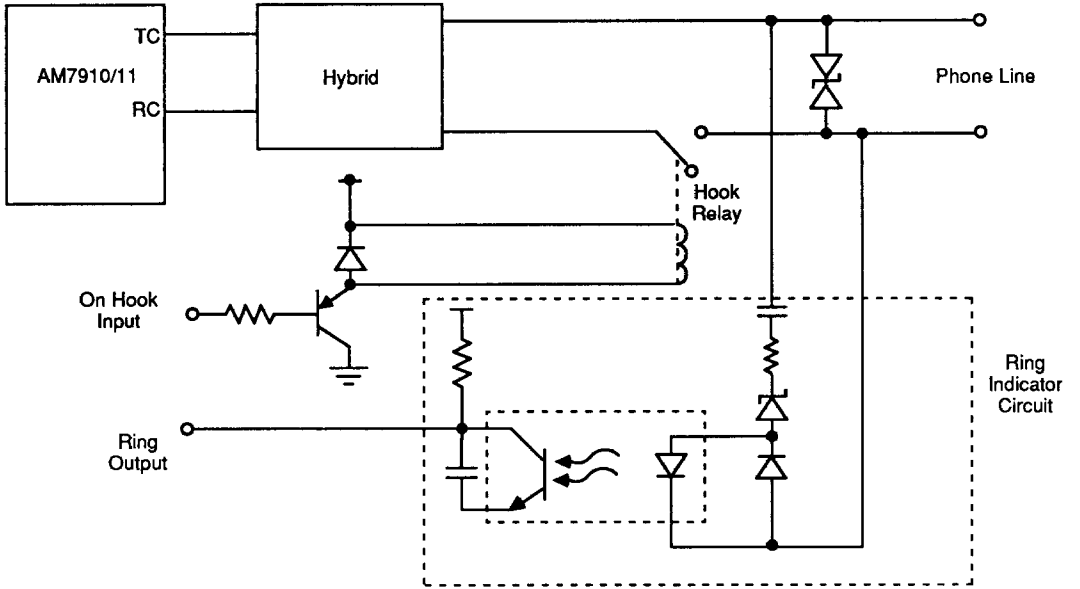 TC
AM7910/11
RC
Hybrid
Phone Line
Hook
Relay
On Hook
Input
Ring
Indicator
Circuit
Ring
Output